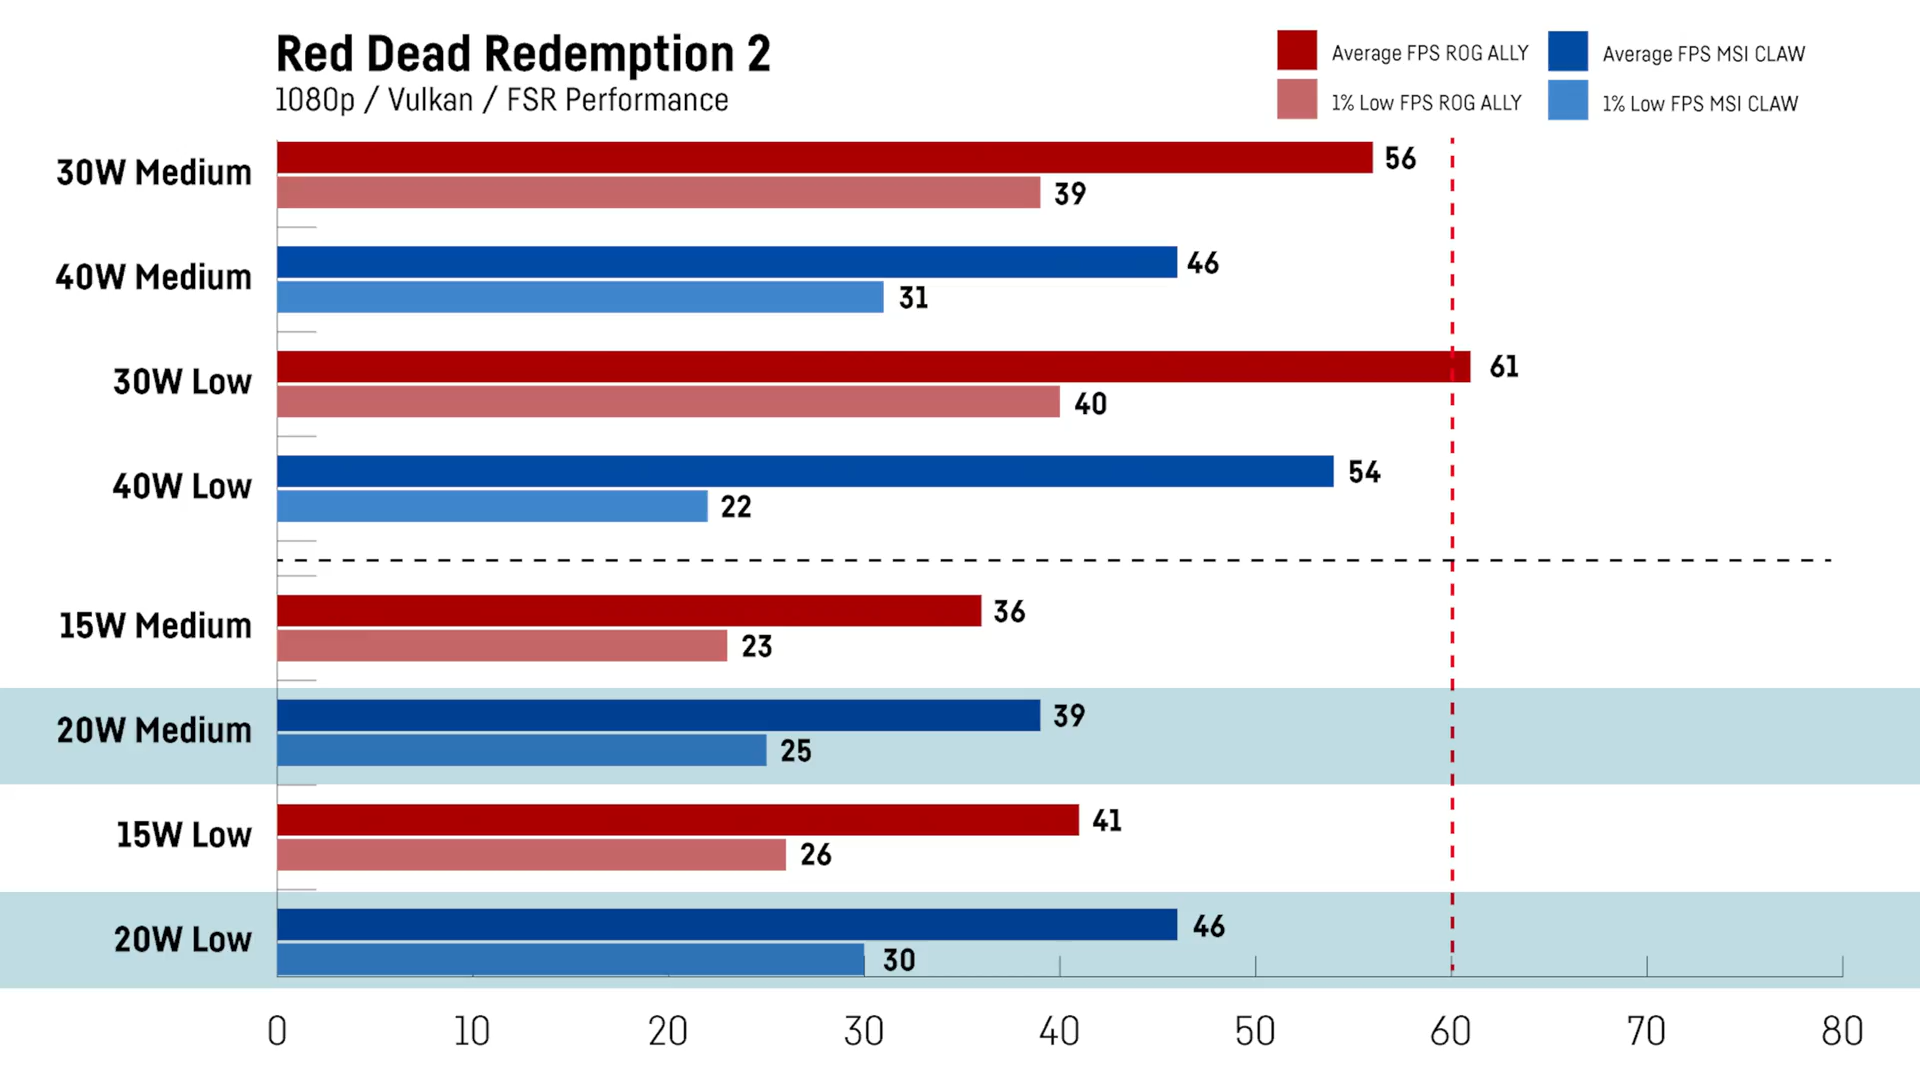 Red Dead Redemption 2
1080p / Vulkan / FSR Performance
Average FPS ROG ALLY
Average FPS MSI CLAW
1% Low FPS ROG ALLY
1% Low FPS MSI CLAW
30W Medium
56
39
40W Medium
46
31
30W Low
61
40
40W Low
54
22
15W Medium
36
23
20W Medium
39
25
15W Low
41
26
20W Low
46
30
0 10 20 30 40 50 60 70 80